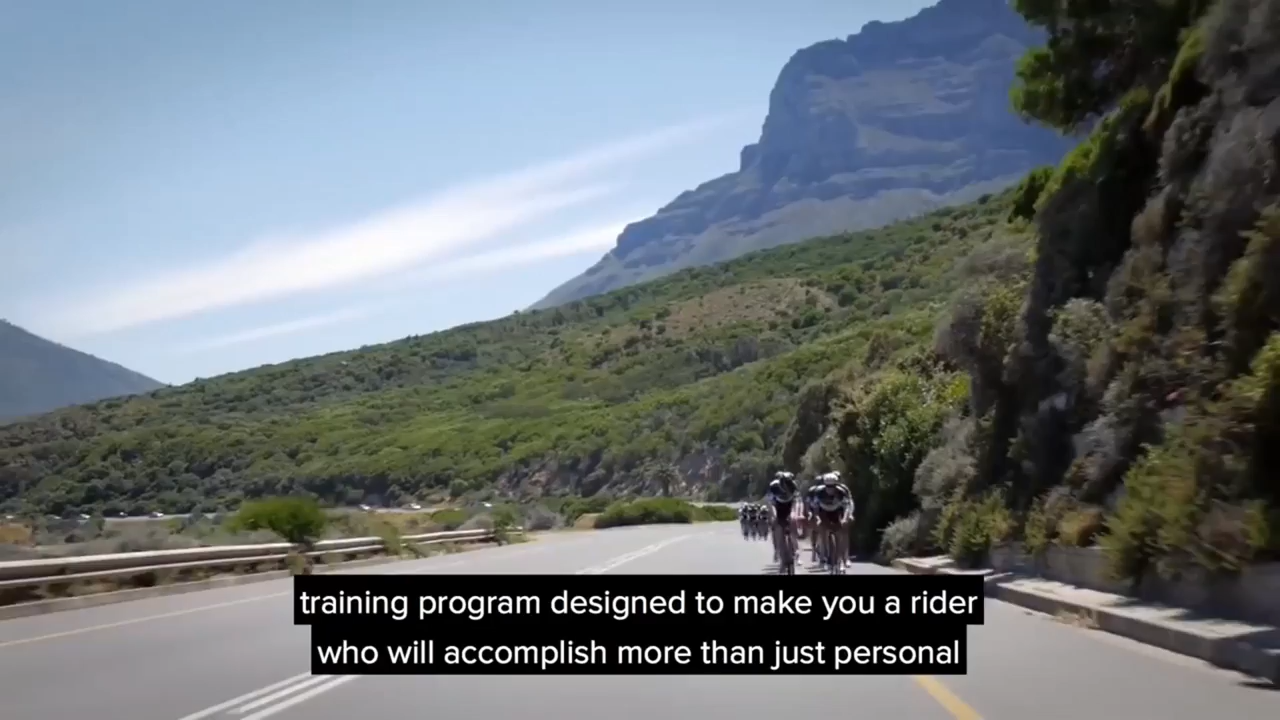 training program designed to make you a rider
who will accomplish more than just personal